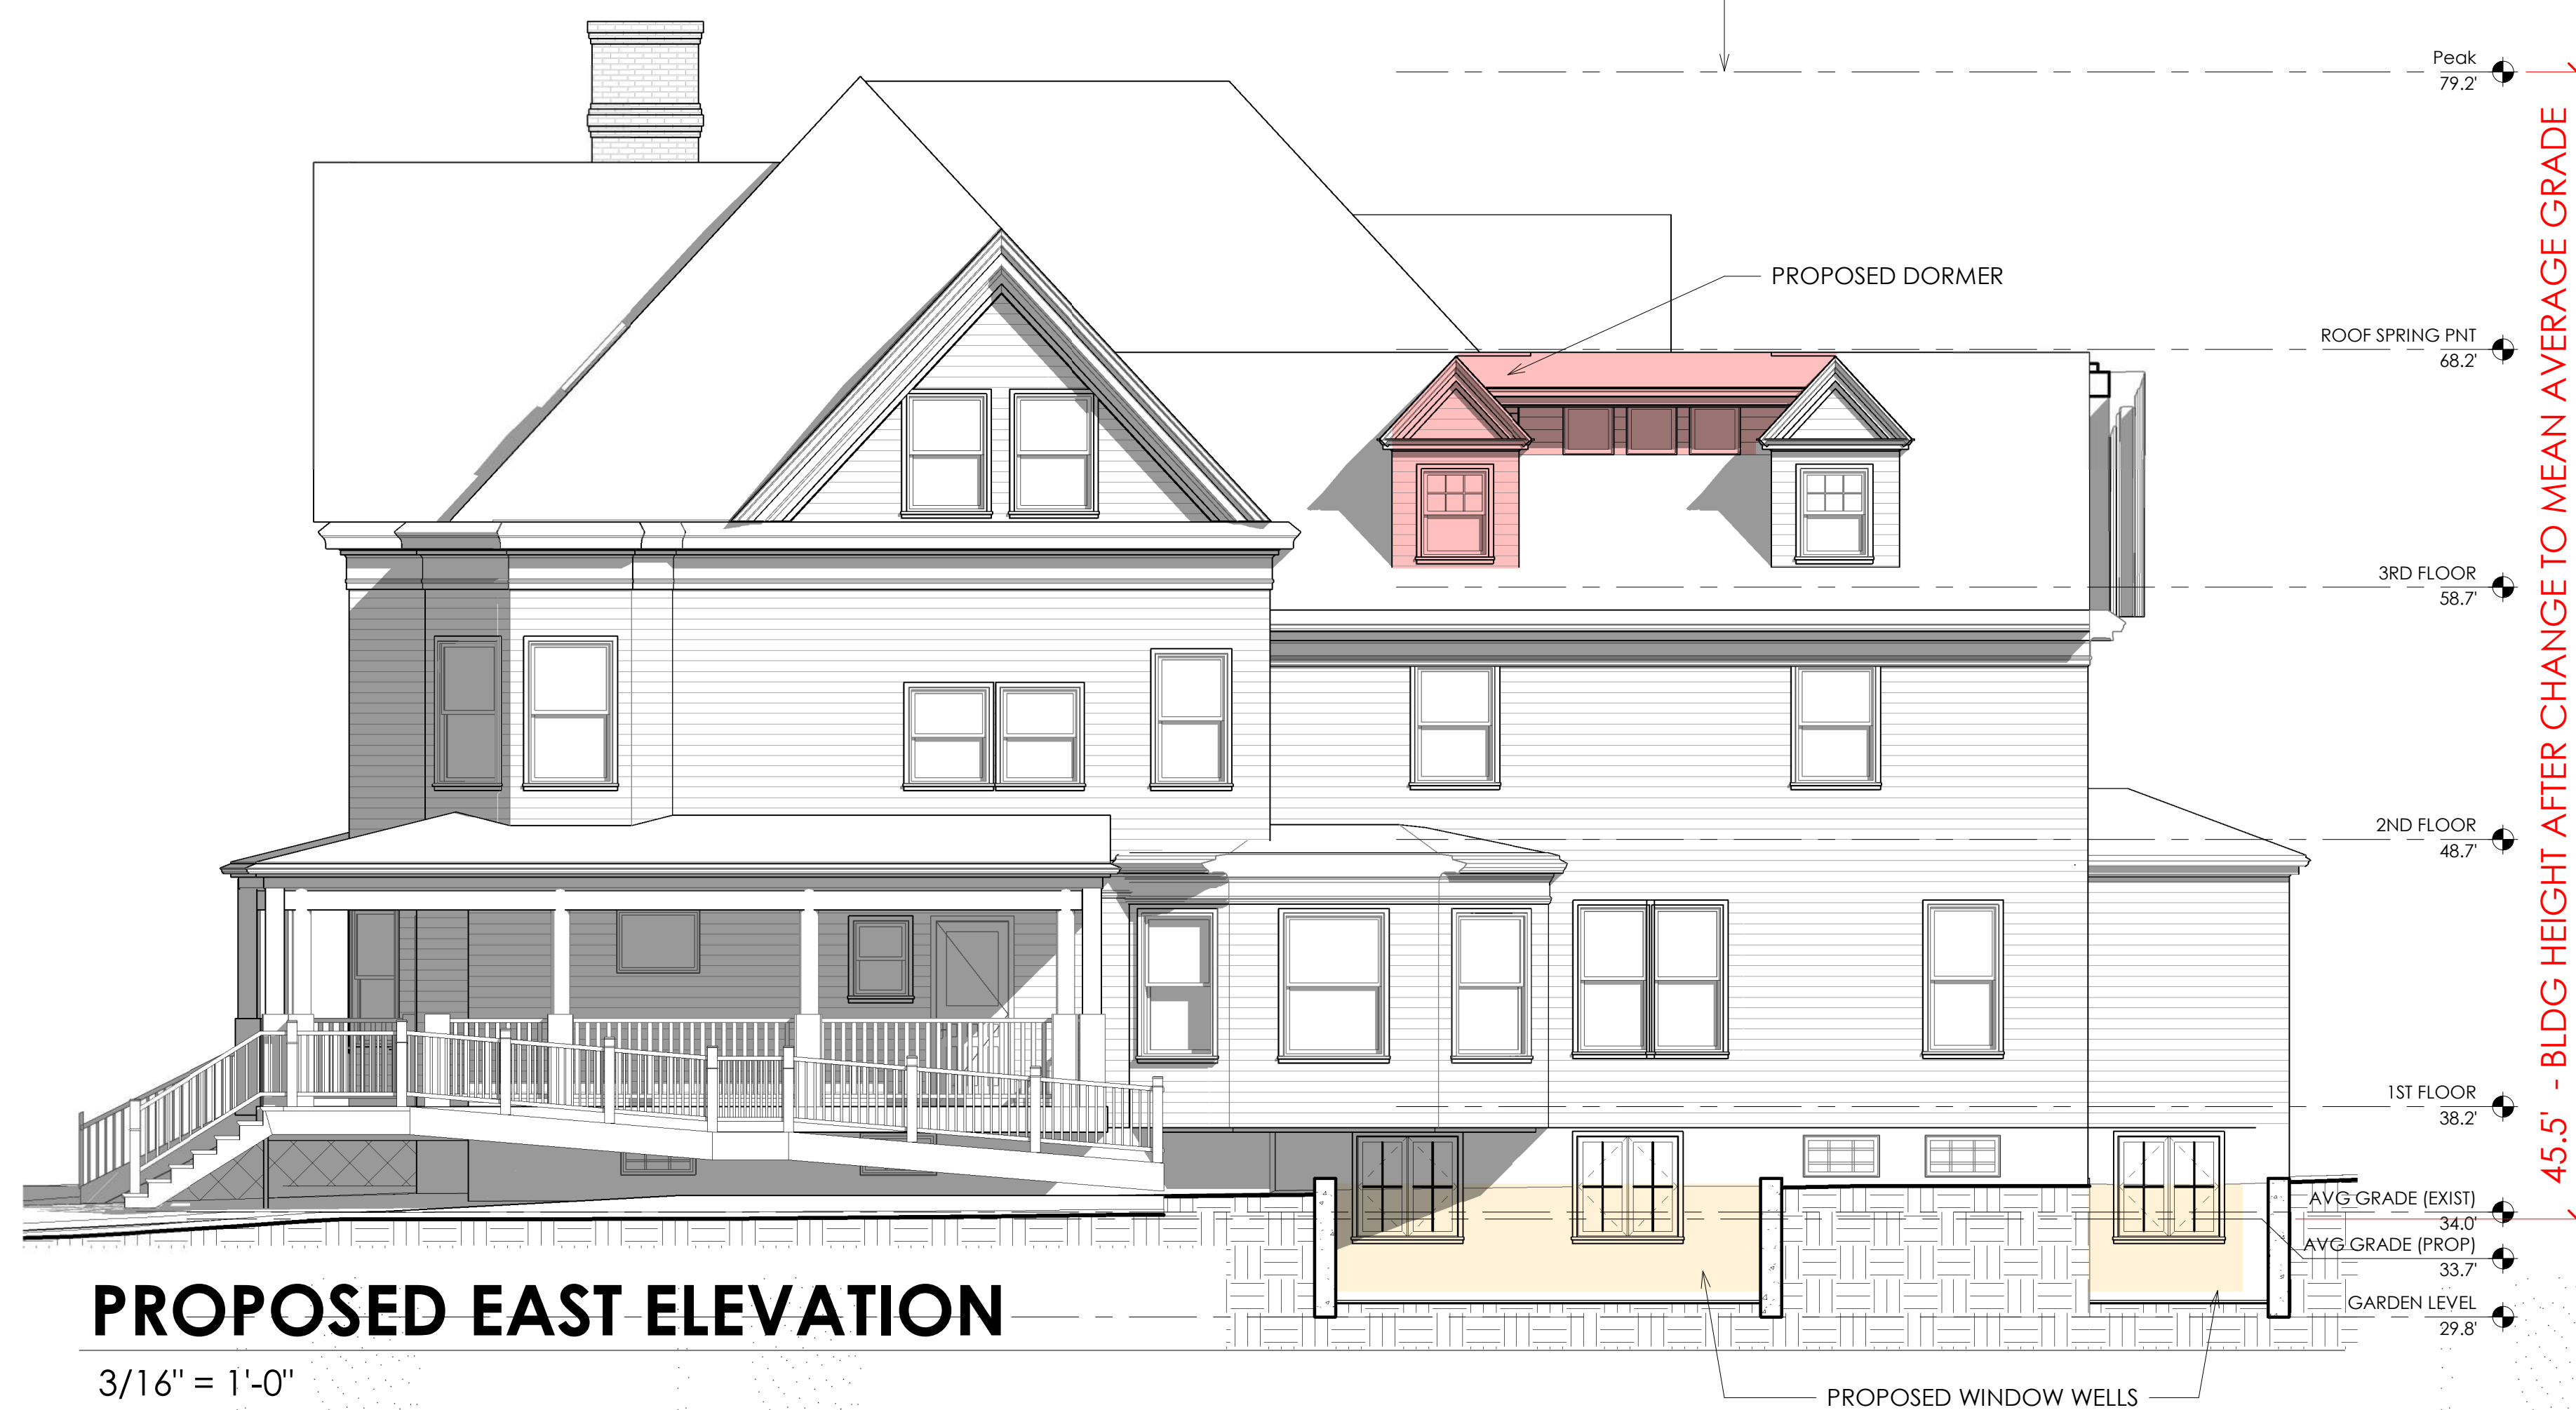 Peak
79.2'
PROPOSED DORMER
ROOF SPRING PNT
68.2'
3RD FLOOR
58.7'
2ND FLOOR
48.7'
1ST FLOOR
38.2'
AVG GRADE (EXIST)
34.0'
AVG GRADE (PROP)
33.7'
GARDEN LEVEL
29.8'
45.5' - BLDG HEIGHT AFTER CHANGE TO MEAN AVERAGE GRADE
PROPOSED EAST ELEVATION
3/16" = 1'-0"
PROPOSED WINDOW WELLS